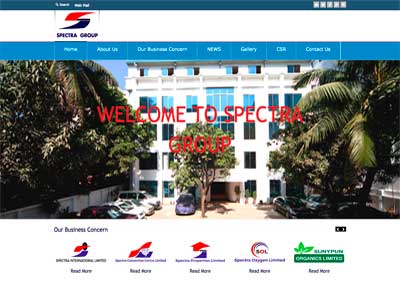 Search Web Mail
SPECTRA GROUP
Home About Us Our Business Concern NEWS Gallery CSR Contact Us
WELCOME TO SPECTRA
GROUP
Our Business Concern
SPECTRA INTERNATIONAL LIMITED
Spectra Convention Centre Limited
Spectra Properties Limited
SOL
Spectra Oxygen Limited
SUNYPUN
ORGANICS LIMITED
Read More Read More Read More Read More Read More